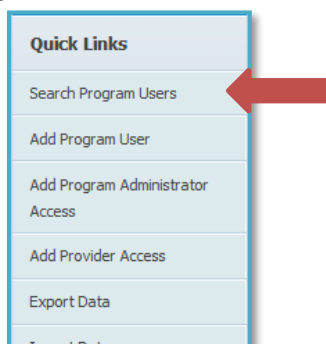 Quick Links
Search Program Users
Add Program User
Add Program Administrator
Access
Add Provider Access
Export Data